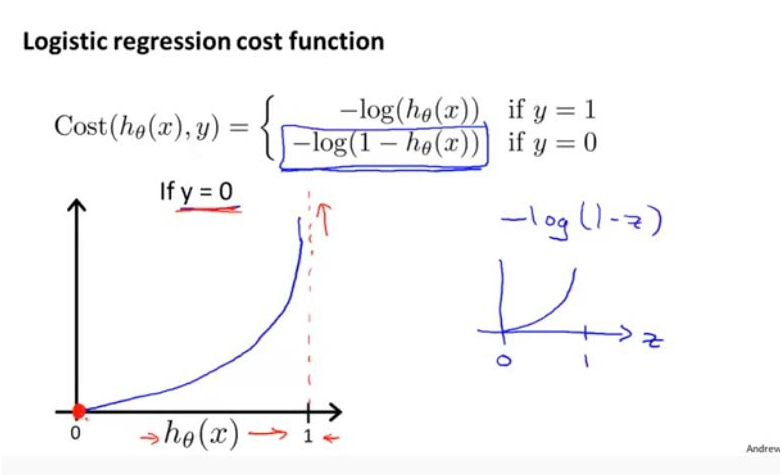 Logistic regression cost function
Cost(hθ(x), y) = { −log(hθ(x)) if y = 1
−log(1 − hθ(x)) if y = 0
If y = 0
−log(1-z)
z
0 1
0 → hθ(x) → 1 ←
Andrew